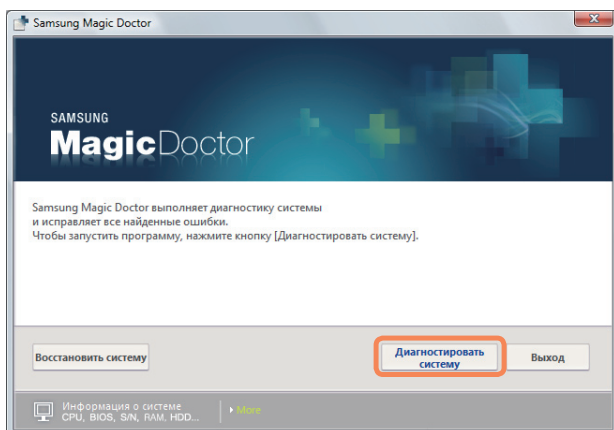 Samsung Magic Doctor
SAMSUNG
MagicDoctor
Samsung Magic Doctor выполняет диагностику системы
и исправляет все найденные ошибки.
Чтобы запустить программу, нажмите кнопку [Диагностировать систему].
Восстановить систему
Диагностировать
систему
Выход
Информация о системе
CPU, BIOS, S/N, RAM, HDD...
More